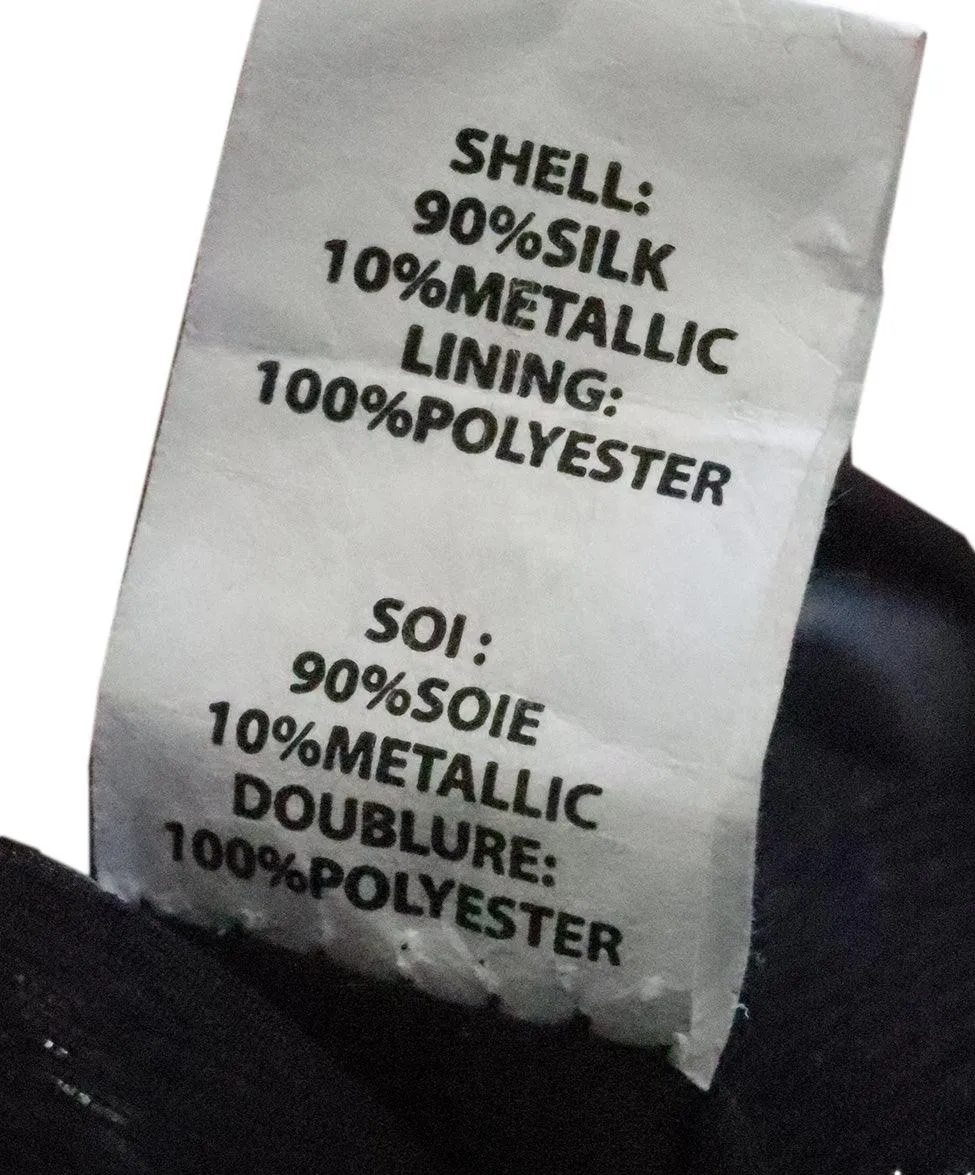 SHELL:
90%SILK
10%METALLIC
LINING:
100%POLYESTER
SOI :
90%SOIE
10%METALLIC
DOUBLURE:
100%POLYESTER